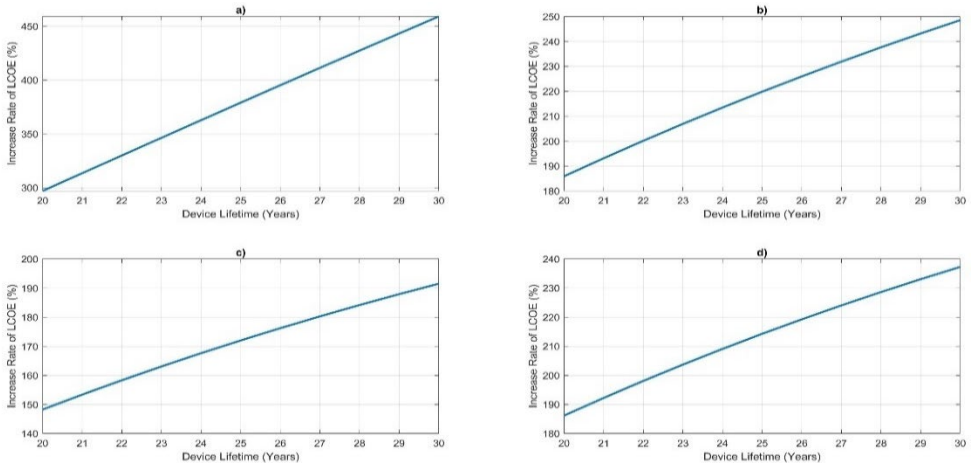 a)
Increase Rate of LCOE (%)
450
400
350
300
20 21 22 23 24 25 26 27 28 29 30
Device Lifetime (Years)
b)
Increase Rate of LCOE (%)
250
240
230
220
210
200
190
180
20 21 22 23 24 25 26 27 28 29 30
Device Lifetime (Years)
c)
Increase Rate of LCOE (%)
200
190
180
170
160
150
140
20 21 22 23 24 25 26 27 28 29 30
Device Lifetime (Years)
d)
Increase Rate of LCOE (%)
240
230
220
210
200
190
180
20 21 22 23 24 25 26 27 28 29 30
Device Lifetime (Years)